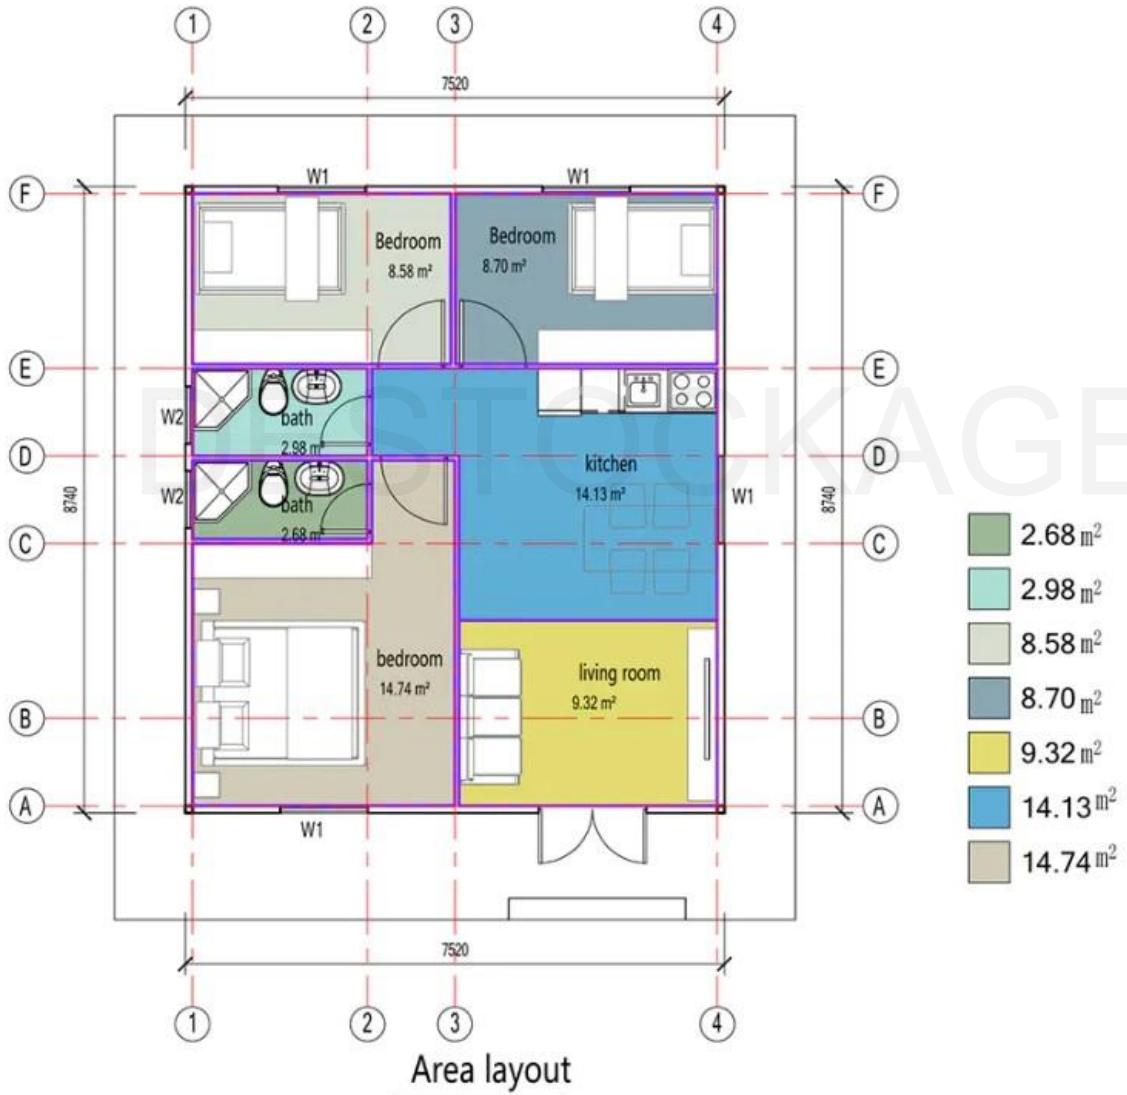 1 2 3 4
7520
F W1 W1 F
Bedroom
8.58 m²
Bedroom
8.70 m²
E E
W2
bath
2.98 m²
DESTOCKAGE
D D
kitchen
14.13 m²
W2
bath
2.68 m²
W1
8740 8740
C C
bedroom
14.74 m²
living room
9.32 m²
B B
A A
W1
2.68 m²
2.98 m²
8.58 m²
8.70 m²
9.32 m²
14.13 m²
14.74 m²
7520
1 2 3 4
Area layout